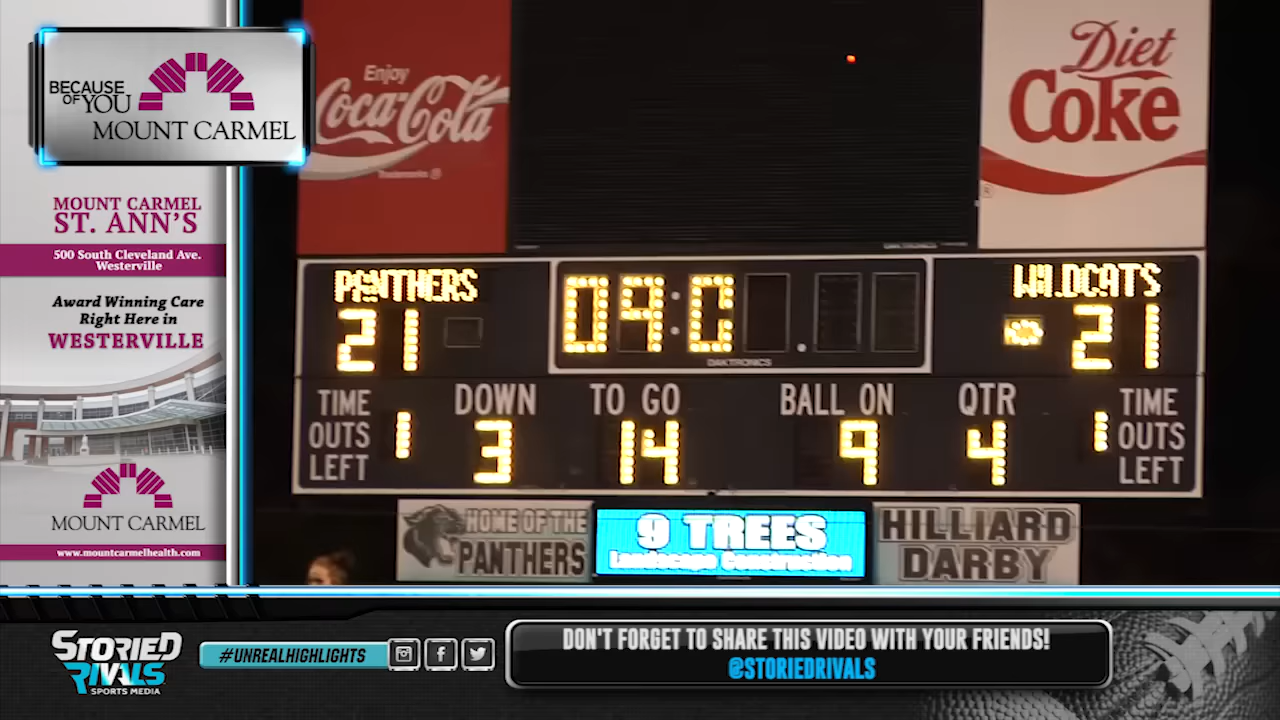 BECAUSE
OF YOU
MOUNT CARMEL
MOUNT CARMEL
ST. ANN'S
500 South Cleveland Ave.
Westerville
Award Winning Care
Right Here in
WESTERVILLE
MOUNT CARMEL
www.mountcarmelhealth.com
Enjoy
Coca-Cola
Trademarks ®
Diet
Coke
®
DAKTRONICS
PANTHERS
WILDCATS
21
21
DAKTRONICS
TIME OUTS LEFT 1
DOWN 3
TO GO 14
BALL ON 9
QTR 4
1 TIME OUTS LEFT
HOME OF THE
PANTHERS
9 TREES
Landscape Construction
HILLIARD
DARBY
STORIED
RIVALS
SPORTS MEDIA
#UNREALHIGHLIGHTS
DON'T FORGET TO SHARE THIS VIDEO WITH YOUR FRIENDS!
@STORIEDRIVALS